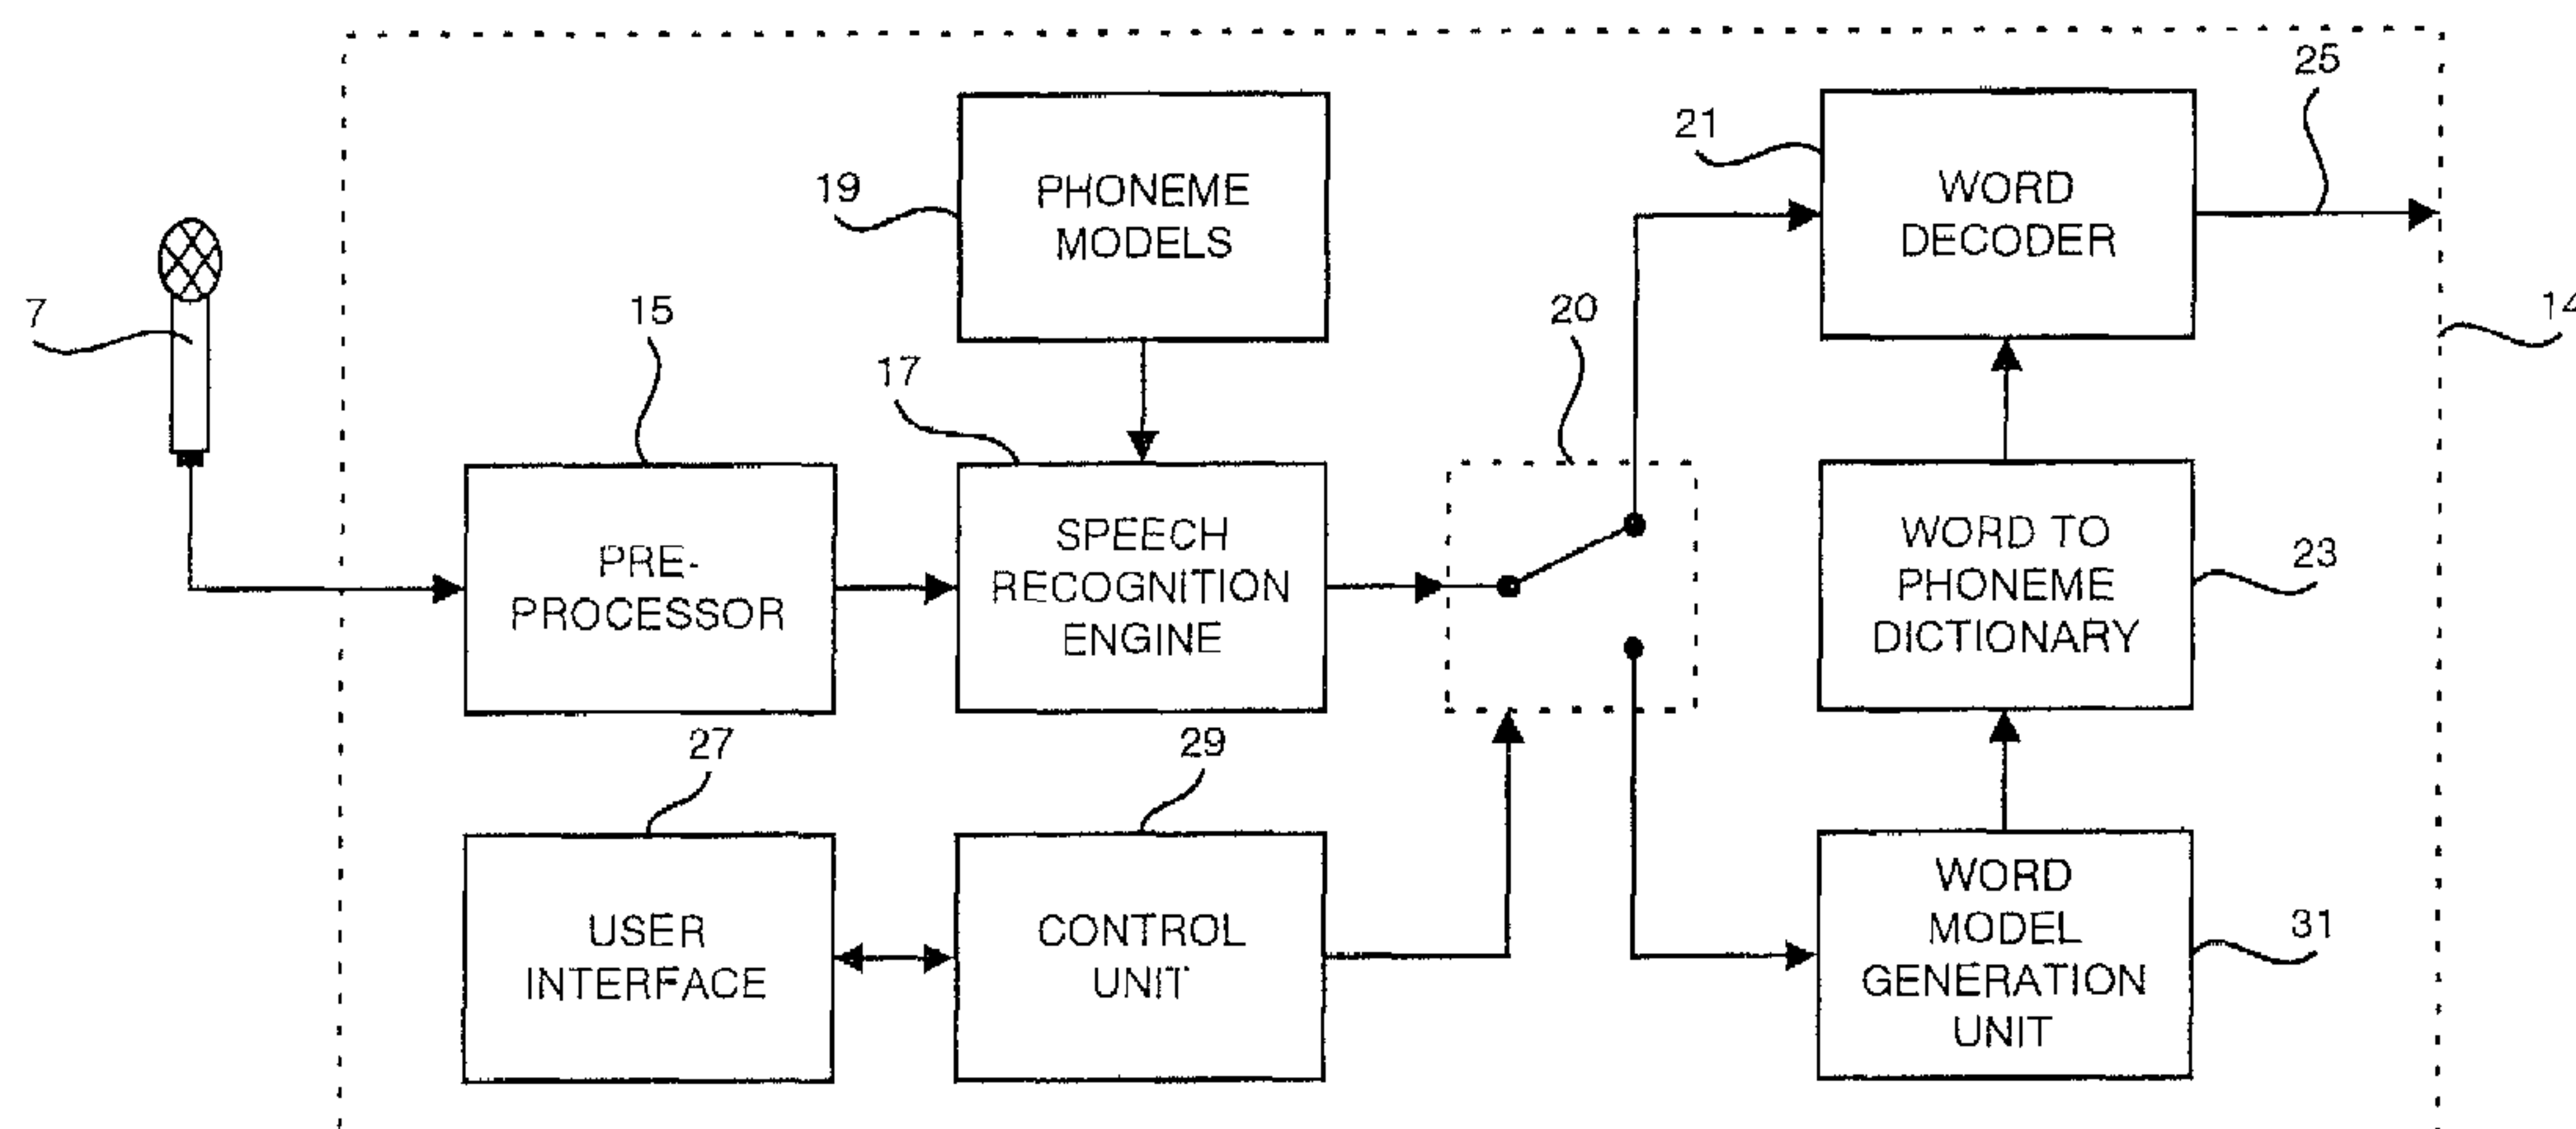 25
21
WORD
DECODER
19
PHONEME
MODELS
7
15
20
14
17
PRE-
PROCESSOR
SPEECH
RECOGNITION
ENGINE
WORD TO
PHONEME
DICTIONARY
23
27
29
USER
INTERFACE
CONTROL
UNIT
WORD
MODEL
GENERATION
UNIT
31